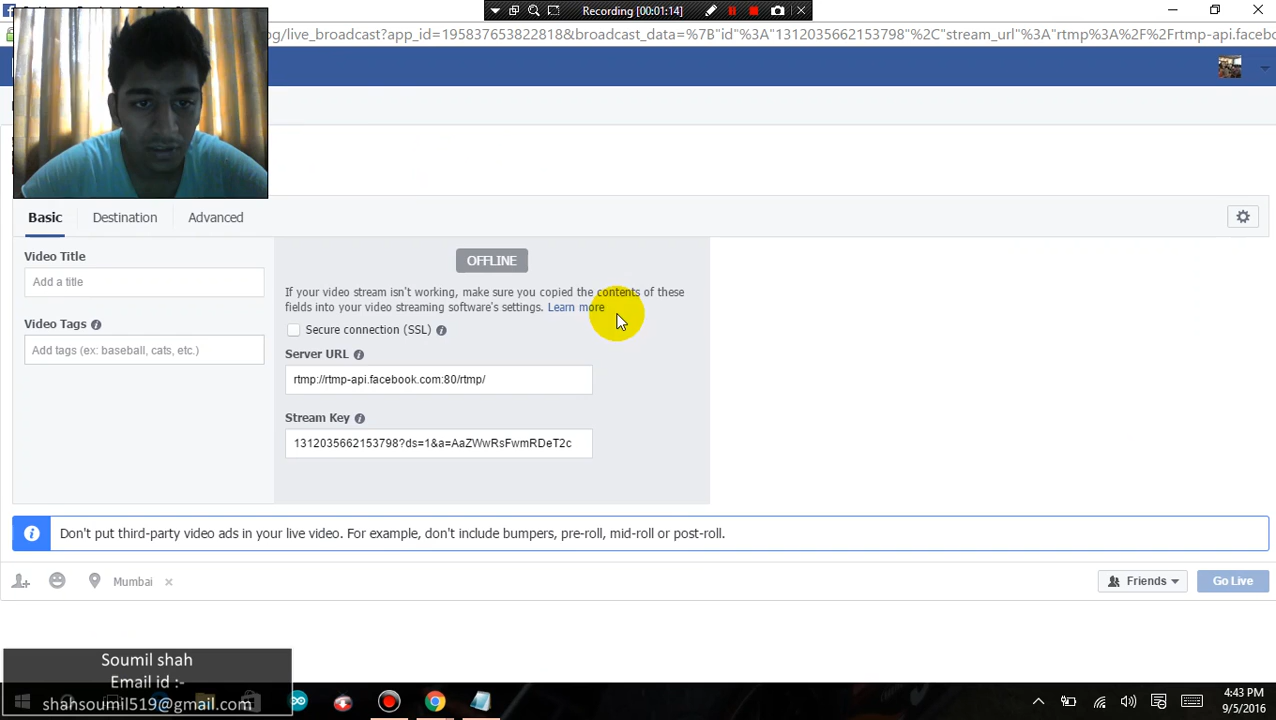 Recording [00:01:14]
og/live_broadcast?app_id=195837653822818&broadcast_data=%7B"id"%3A"1312035662153798"%2C"stream_url"%3A"rtmp%3A%2F%2Frtmp-api.facebo
Basic Destination Advanced
Video Title
Add a title
Video Tags
Add tags (ex: baseball, cats, etc.)
OFFLINE
If your video stream isn't working, make sure you copied the contents of these
fields into your video streaming software's settings. Learn more
Secure connection (SSL)
Server URL
rtmp://rtmp-api.facebook.com:80/rtmp/
Stream Key
1312035662153798?ds=1&a=AaZWwRsFwmRDeT2c
Don't put third-party video ads in your live video. For example, don't include bumpers, pre-roll, mid-roll or post-roll.
Mumbai × Friends Go Live
Soumil shah
Email id :-
shahsoumil519@gmail.com
4:43 PM
9/5/2016